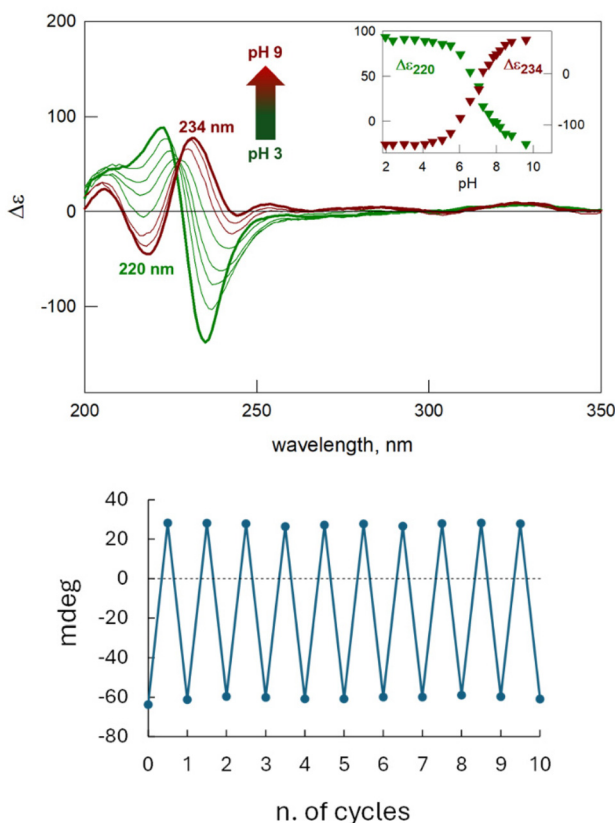 200
100
0
-100
Δε
pH 9
pH 3
234 nm
220 nm
100
50
0
Δε220
Δε234
0
-100
2 4 6 8 10
pH
200 250 300 350
wavelength, nm
40
20
0
-20
-40
-60
-80
mdeg
0 1 2 3 4 5 6 7 8 9 10
n. of cycles